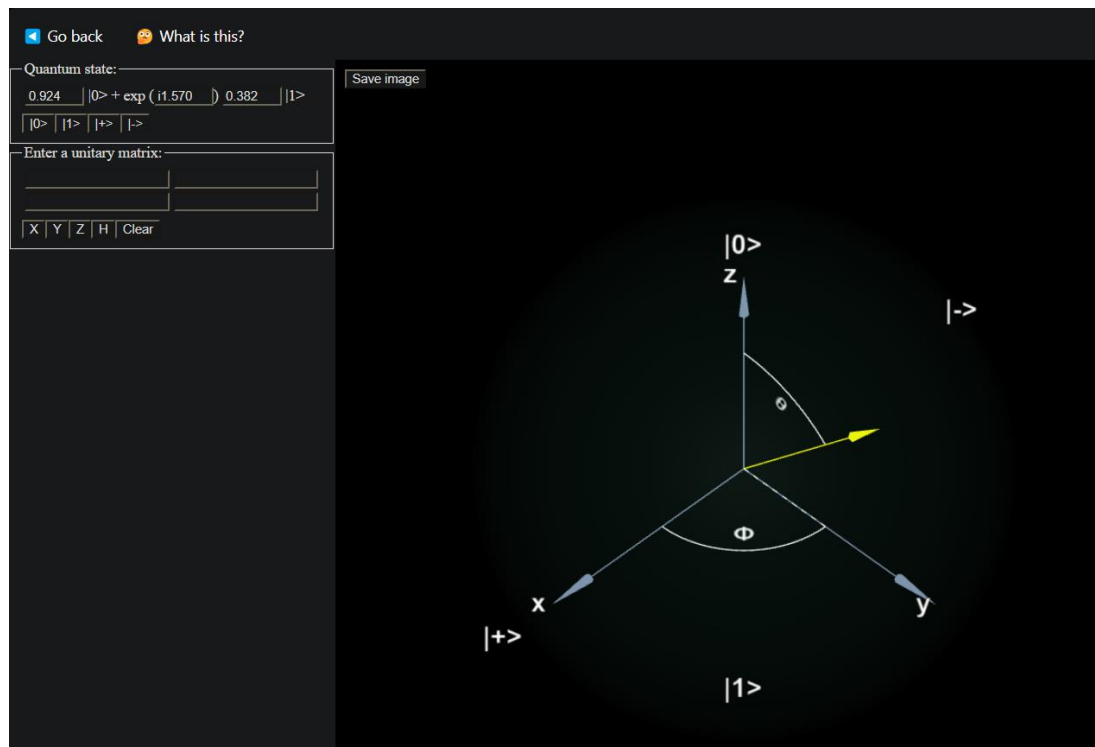 Go back What is this?
Quantum state:
0.924 |0> + exp ( i1.570 ) 0.382 |1>
|0> |1> |+> |->
Enter a unitary matrix:
X Y Z H Clear
Save image
|0>
z
|->
Θ
Φ
x
y
|+>
|1>